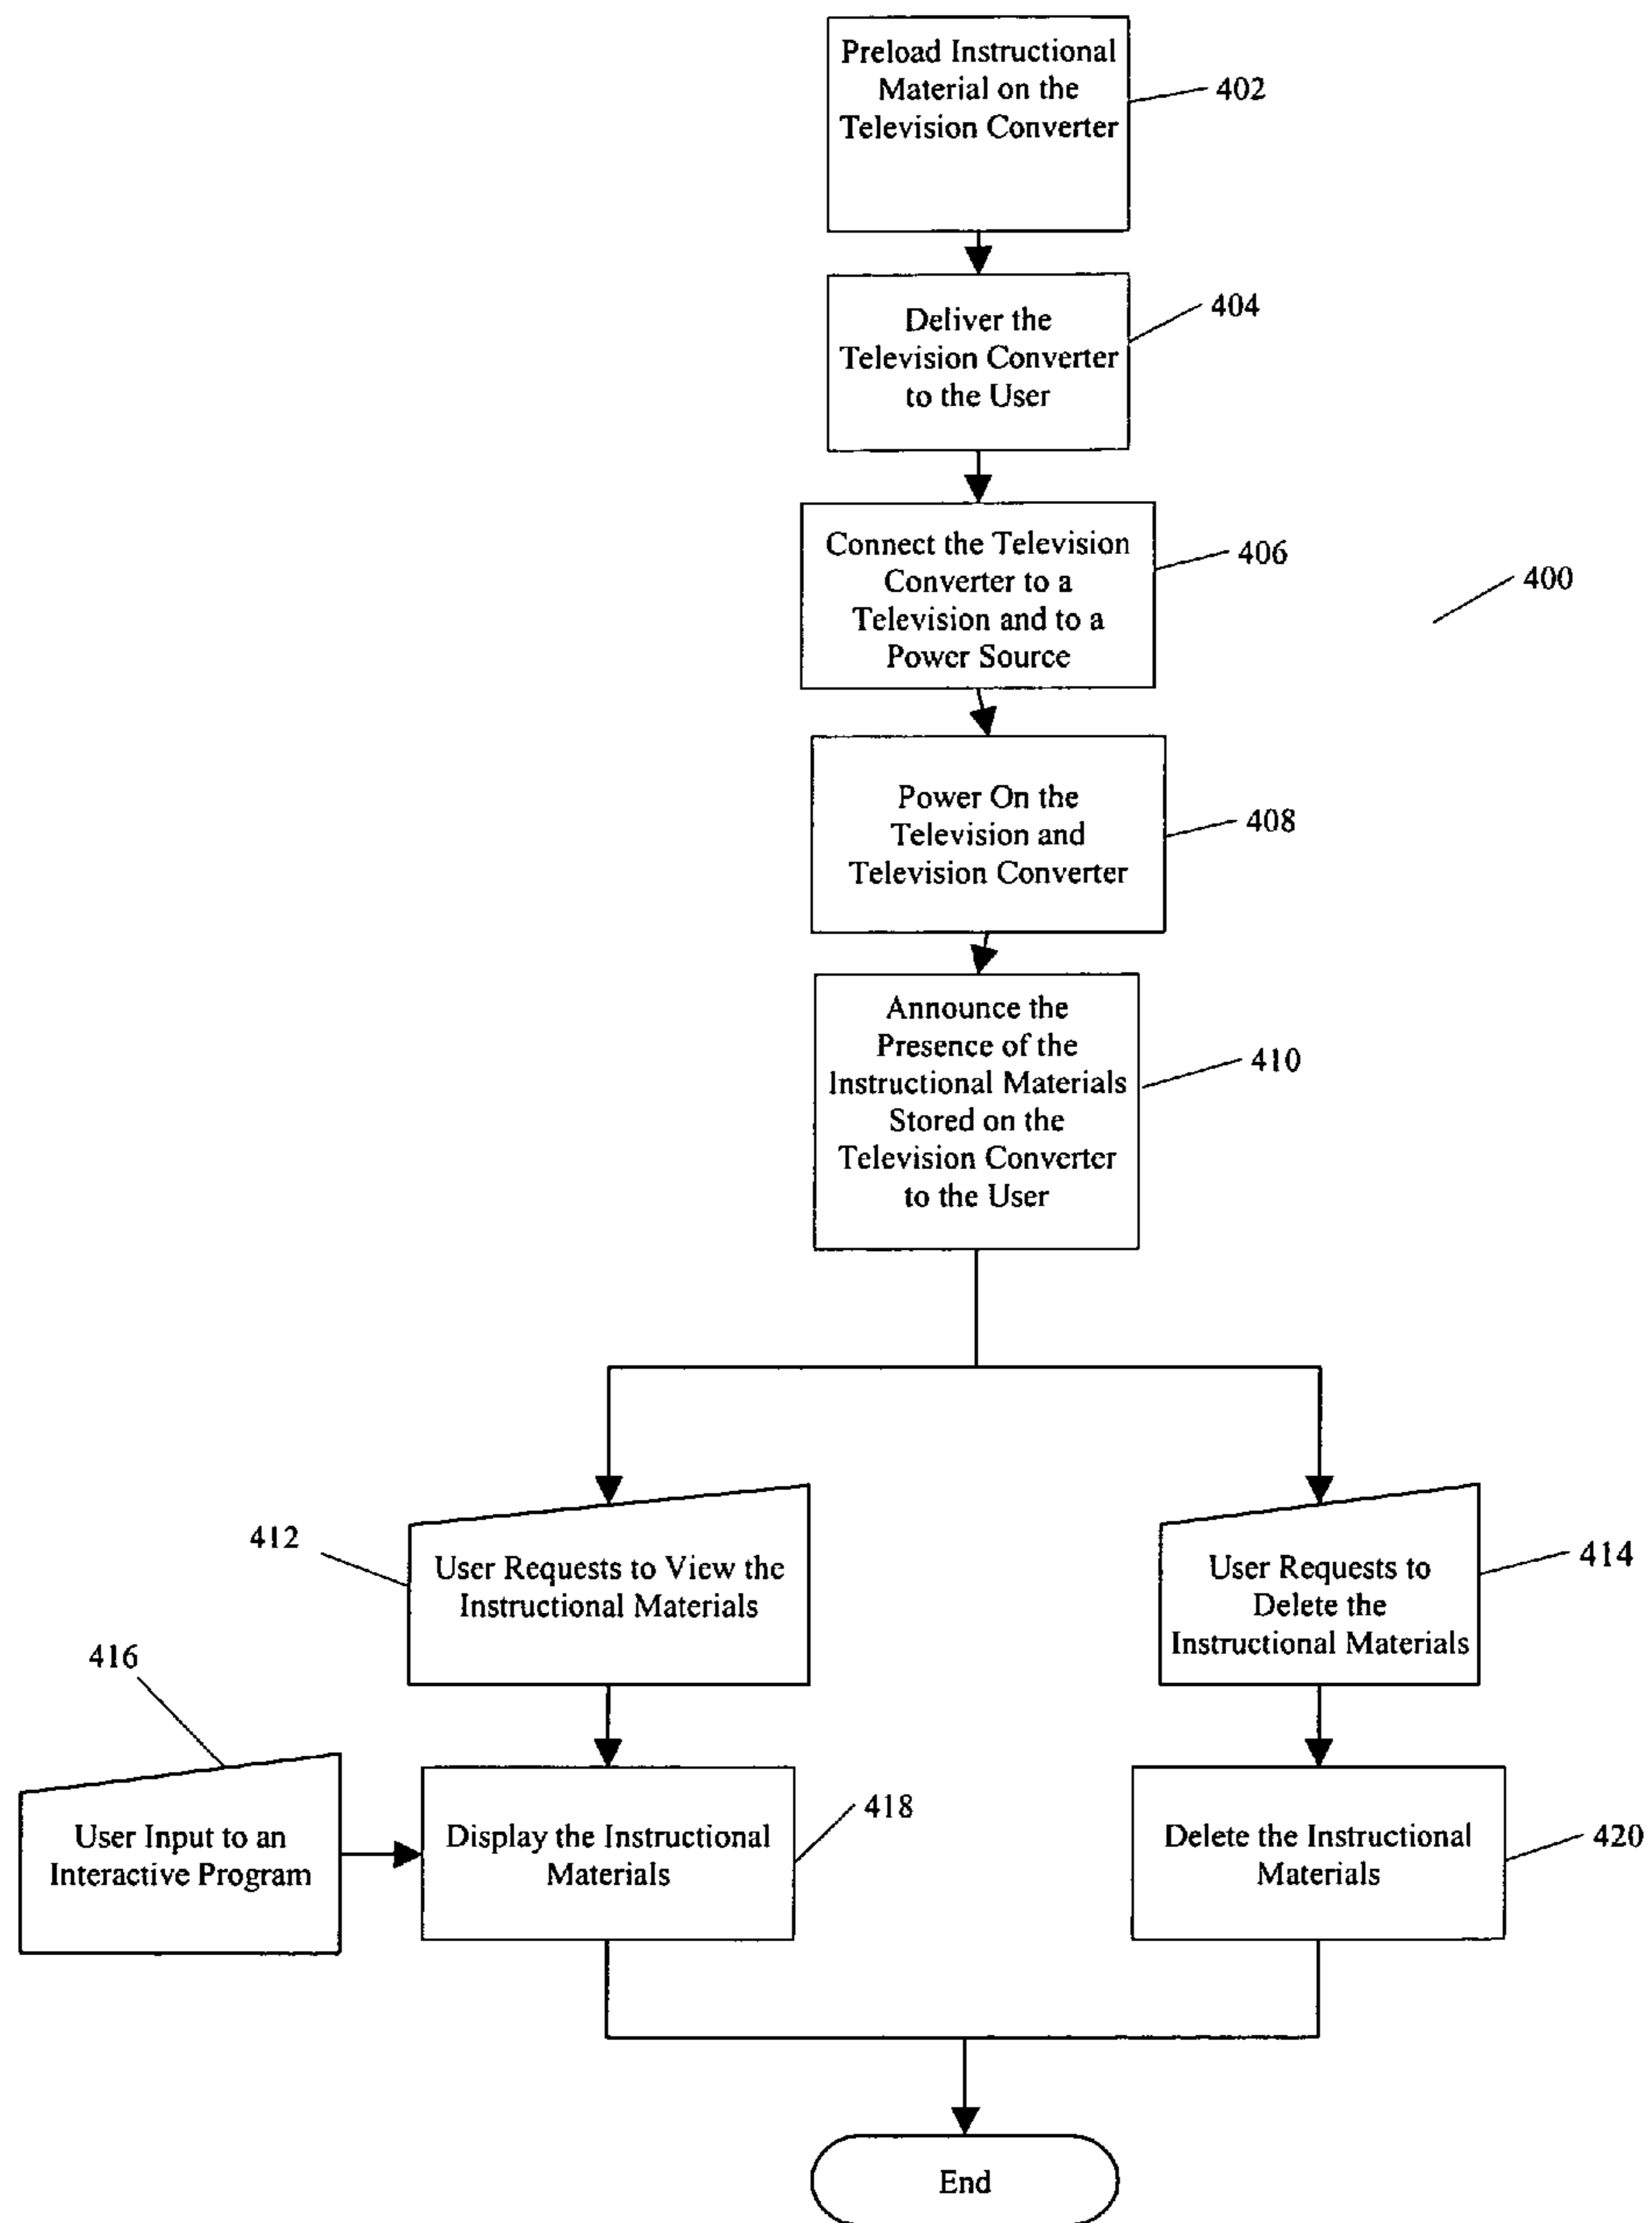 Preload Instructional
Material on the
Television Converter
402
Deliver the
Television Converter
to the User
404
Connect the Television
Converter to a
Television and to a
Power Source
406
400
Power On the
Television and
Television Converter
408
Announce the
Presence of the
Instructional Materials
Stored on the
Television Converter
to the User
410
412
User Requests to View the
Instructional Materials
User Requests to
Delete the
Instructional Materials
414
416
User Input to an
Interactive Program
Display the Instructional
Materials
418
Delete the Instructional
Materials
420
End